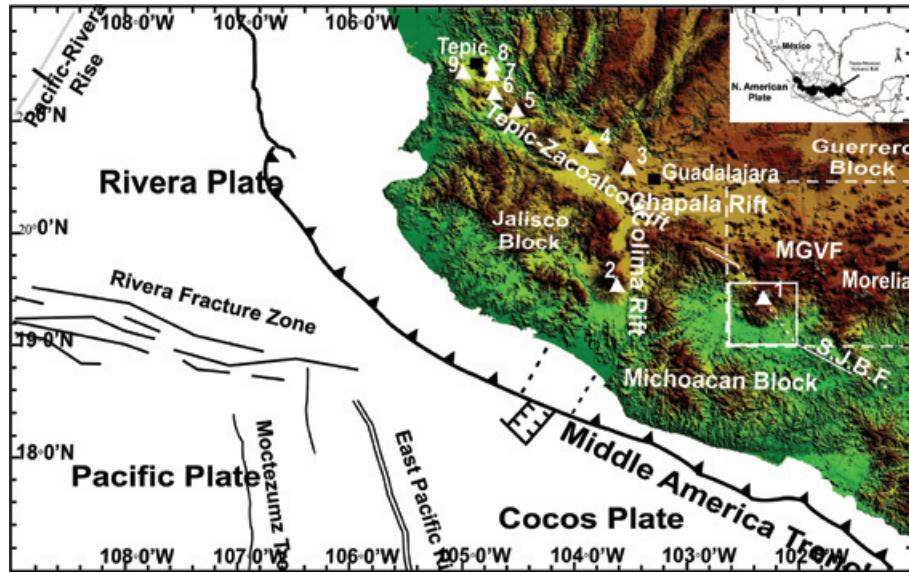 108°0'W 107.0°W 106°0'W
Pacific-Rivera
Rise
Tepic
8
9
7
6
5
4
3
México
N. American
Plate
Guerrero
Block
Guadalajara
Tepic-Zacoalco Rift
Chapala Rift
Rivera Plate
20°0'N
Jalisco
Block
Colima Rift
MGVF
Morelia
2
1
Rivera Fracture Zone
19°0'N
S.J.B.F.
Michoacan Block
18°0'N
Pacific Plate
Moctezumz
East Pacific Ri
Middle America Trench
Cocos Plate
108°0'W 107.0°W 106°0'W 105°0'W 104°0'W 103°0'W 102°0'W